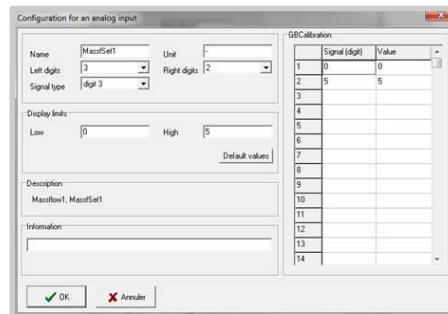 Configuration for an analog input
Name MassfSet1 Unit -
Left digits 3 Right digits 2
Signal type digit 3
Display limits
Low 0 High 5
Default values
Description
Massflow1, MassfSet1
Information
OK Annuler
GBCalibration
Signal (digit) Value
1 0 0
2 5 5
3
4
5
6
7
8
9
10
11
12
13
14